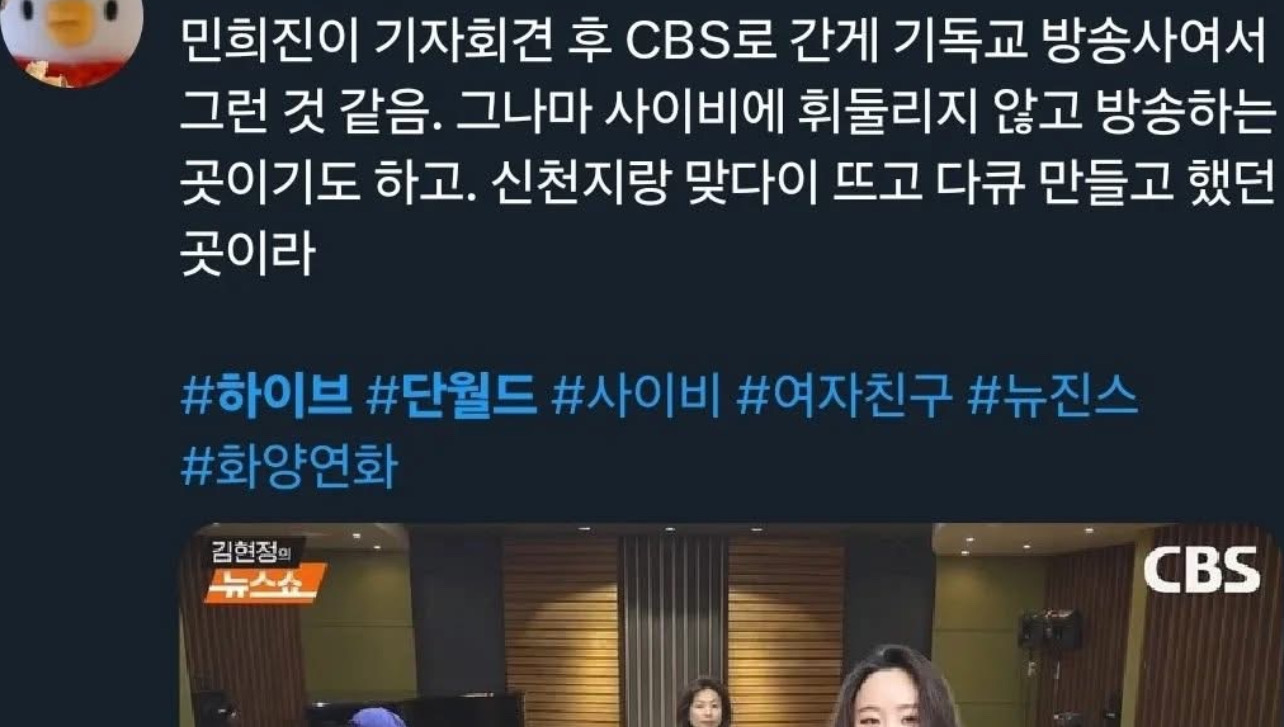 민희진이 기자회견 후 CBS로 간게 기독교 방송사여서
그런 것 같음. 그나마 사이비에 휘둘리지 않고 방송하는
곳이기도 하고. 신천지랑 맞다이 뜨고 다큐 만들고 했던
곳이라
#하이브 #단월드 #사이비 #여자친구 #뉴진스
#화양연화
김현정의
뉴스쇼
CBS